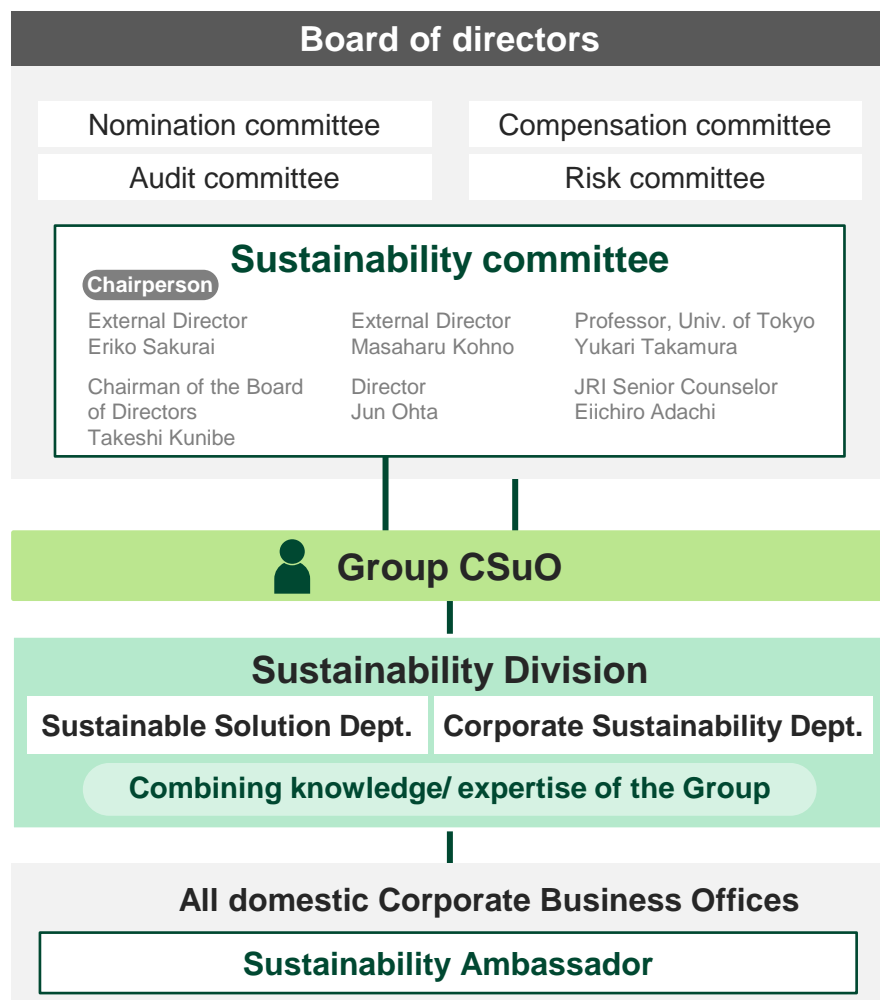 Board of directors
Nomination committee
Compensation committee
Audit committee
Risk committee
Sustainability committee
Chairperson
External Director
Eriko Sakurai
External Director
Masaharu Kohno
Professor, Univ. of Tokyo
Yukari Takamura
Chairman of the Board
of Directors
Takeshi Kunibe
Director
Jun Ohta
JRI Senior Counselor
Eiichiro Adachi
Group CSuO
Sustainability Division
Sustainable Solution Dept.
Corporate Sustainability Dept.
Combining knowledge/ expertise of the Group
All domestic Corporate Business Offices
Sustainability Ambassador